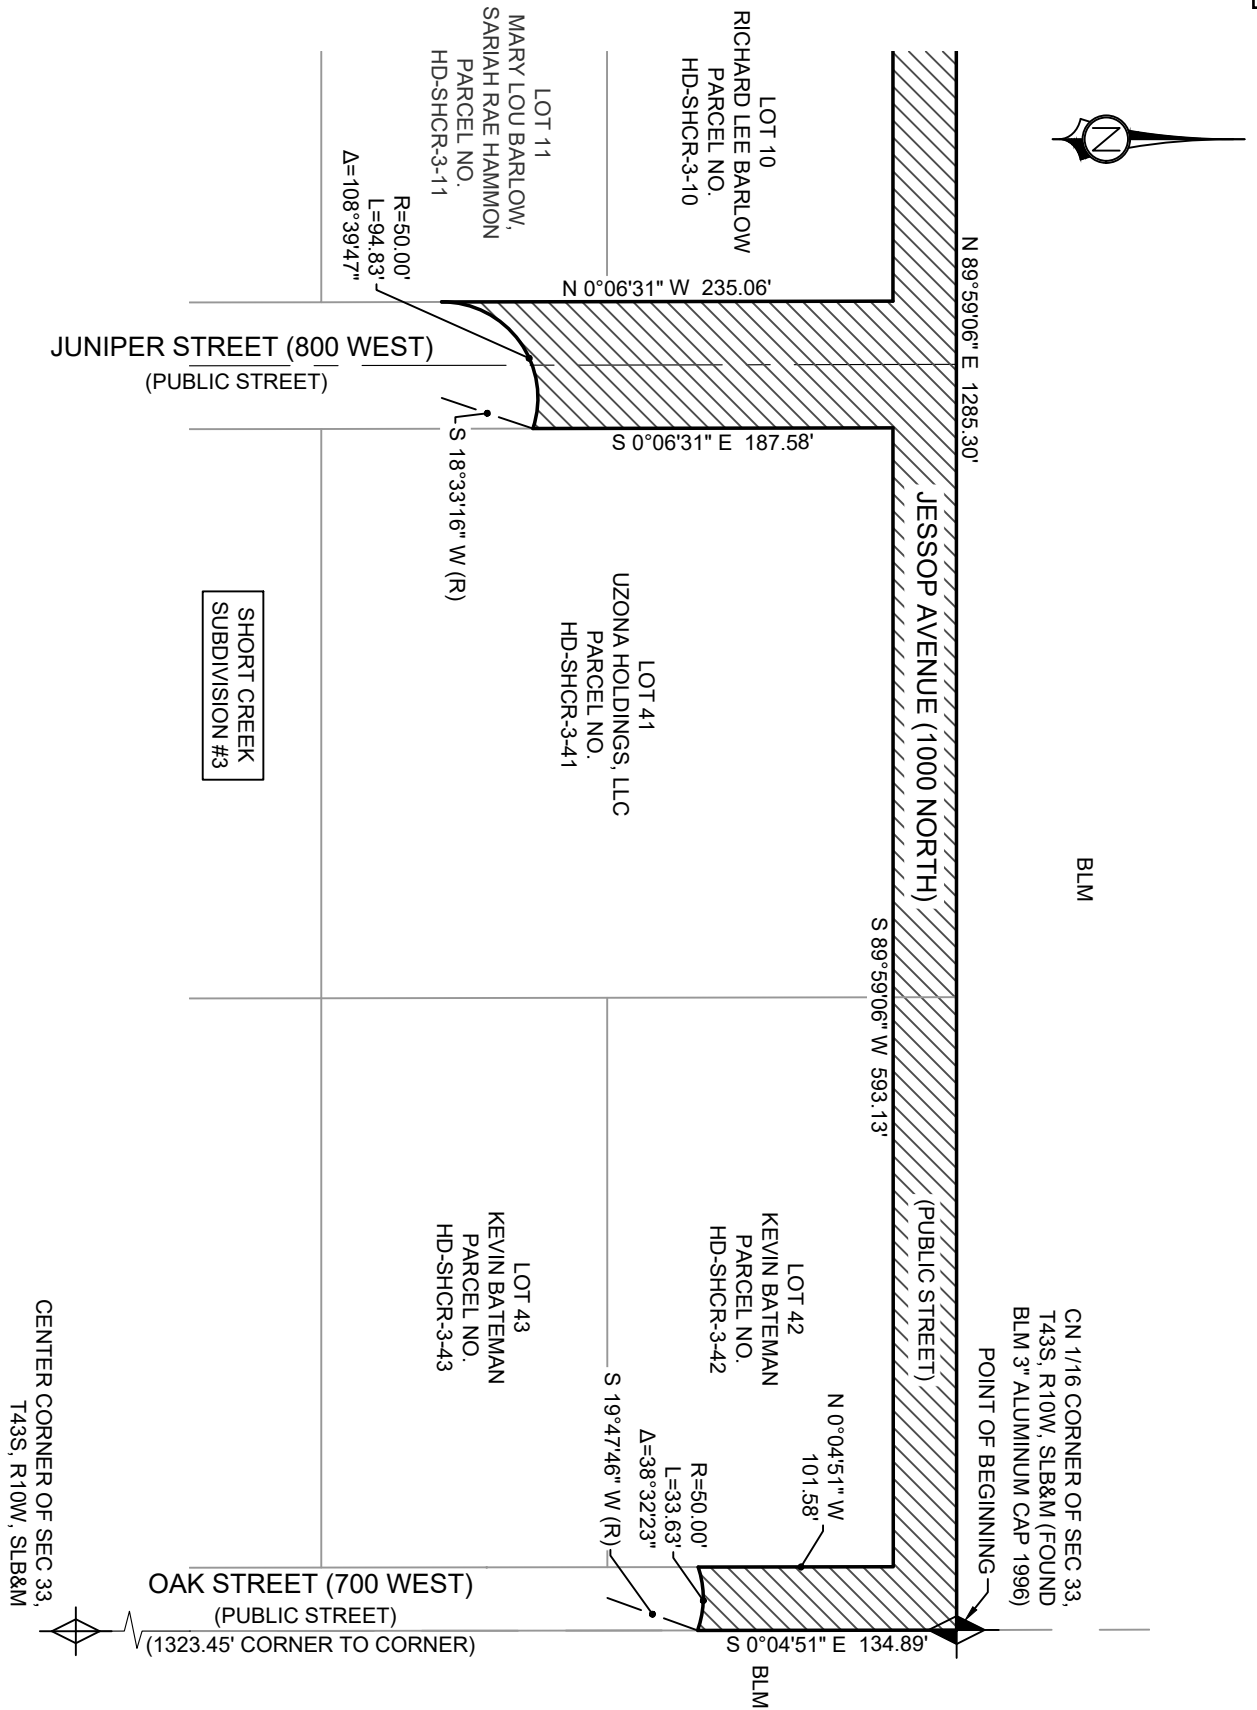 N
N 89°59'06" E 1285.30'
LOT 10
RICHARD LEE BARLOW
PARCEL NO.
HD-SHCR-3-10
LOT 11
MARY LOU BARLOW,
SARIAH RAE HAMMON
PARCEL NO.
HD-SHCR-3-11
R=50.00'
L=94.83'
Δ=108°39'47"
N 0°06'31" W 235.06'
JUNIPER STREET (800 WEST)
(PUBLIC STREET)
S 0°06'31" E 187.58'
S 18°33'16" W (R)
JESSOP AVENUE (1000 NORTH)
(PUBLIC STREET)
BLM
LOT 41
UZONA HOLDINGS, LLC
PARCEL NO.
HD-SHCR-3-41
SHORT CREEK
SUBDIVISION #3
S 89°59'06" W 593.13'
LOT 42
KEVIN BATEMAN
PARCEL NO.
HD-SHCR-3-42
LOT 43
KEVIN BATEMAN
PARCEL NO.
HD-SHCR-3-43
CN 1/16 CORNER OF SEC 33,
T43S, R10W, SLB&M (FOUND
BLM 3" ALUMINUM CAP 1996)
POINT OF BEGINNING
N 0°04'51" W
101.58'
R=50.00'
L=33.63'
Δ=38°32'23"
S 19°47'46" W (R)
OAK STREET (700 WEST)
(PUBLIC STREET)
(1323.45' CORNER TO CORNER)
S 0°04'51" E 134.89'
BLM
CENTER CORNER OF SEC 33,
T43S, R10W, SLB&M